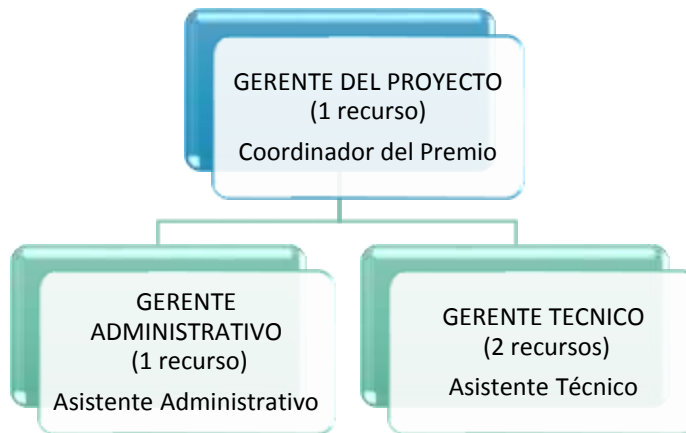 GERENTE DEL PROYECTO
(1 recurso)
Coordinador del Premio
GERENTE
ADMINISTRATIVO
(1 recurso)
Asistente Administrativo
GERENTE TECNICO
(2 recursos)
Asistente Técnico